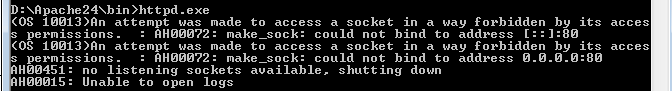 D:\Apache24\bin>httpd.exe
(OS 10013)An attempt was made to access a socket in a way forbidden by its acces
s permissions.  : AH00072: make_sock: could not bind to address [::]:80
(OS 10013)An attempt was made to access a socket in a way forbidden by its acces
s permissions.  : AH00072: make_sock: could not bind to address 0.0.0.0:80
AH00451: no listening sockets available, shutting down
AH00015: Unable to open logs